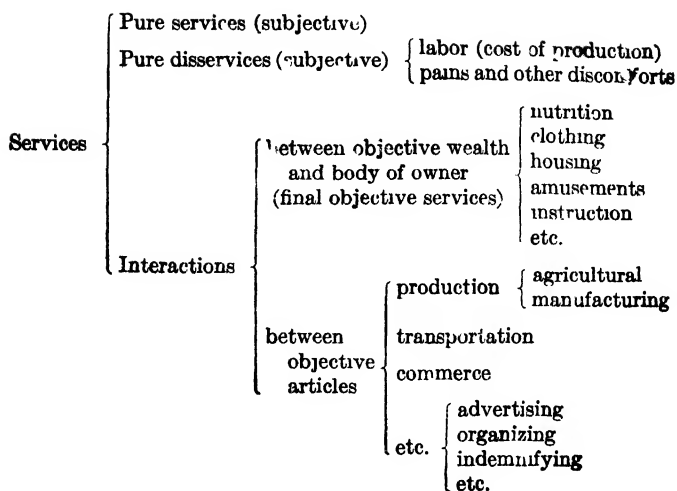 Pure services (subjective)
Pure disservices (subjective)
labor (cost of production)
pains and other discomforts
Services
Interactions
between objective wealth
and body of owner
(final objective services)
nutrition
clothing
housing
amusements
instruction
etc.
between
objective
articles
production
agricultural
manufacturing
transportation
commerce
etc.
advertising
organizing
indemnifying
etc.